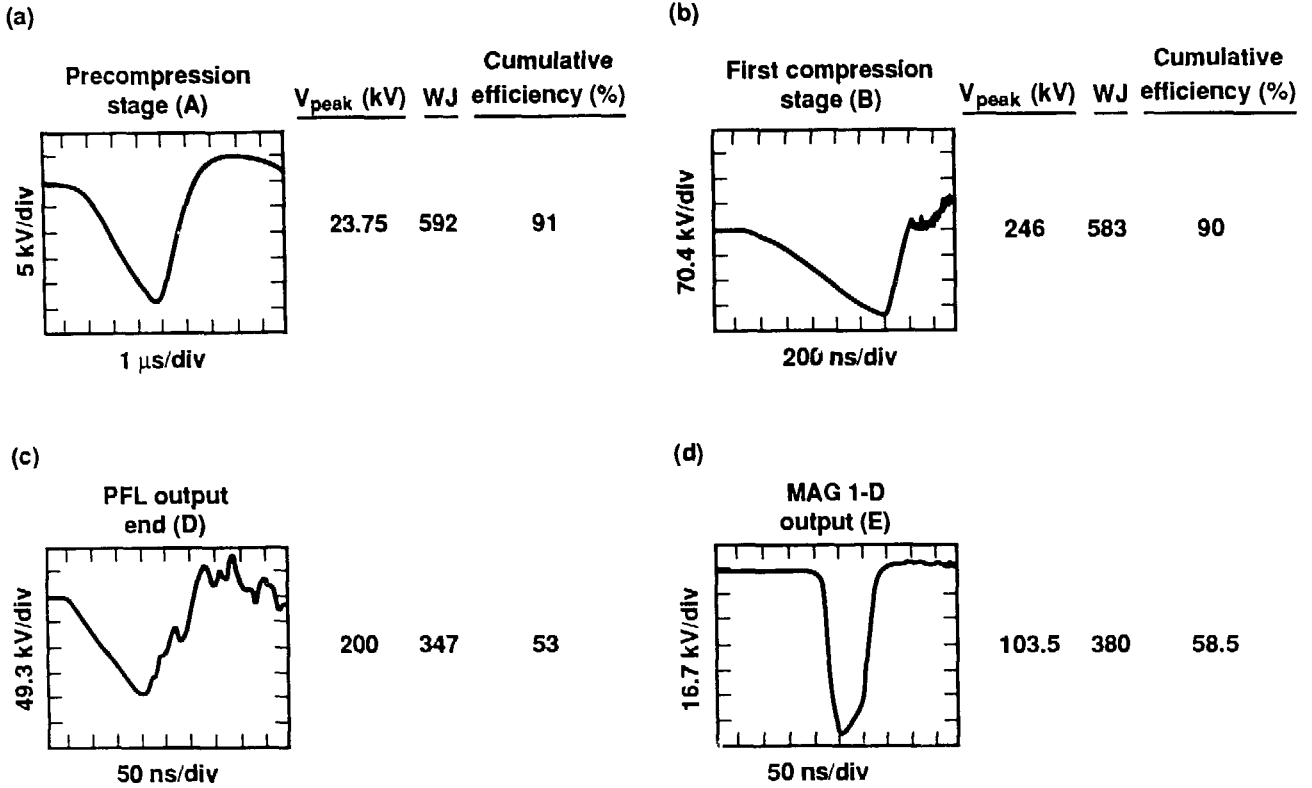 (a)
Precompression
stage (A)
V peak (kV) WJ Cumulative
efficiency (%)
5 kV/div
23.75 592 91
1 μs/div
(b)
First compression
stage (B)
V peak (kV) WJ Cumulative
efficiency (%)
70.4 kV/div
246 583 90
200 ns/div
(c)
PFL output
end (D)
49.3 kV/div
200 347 53
50 ns/div
(d)
MAG 1-D
output (E)
16.7 kV/div
103.5 380 58.5
50 ns/div